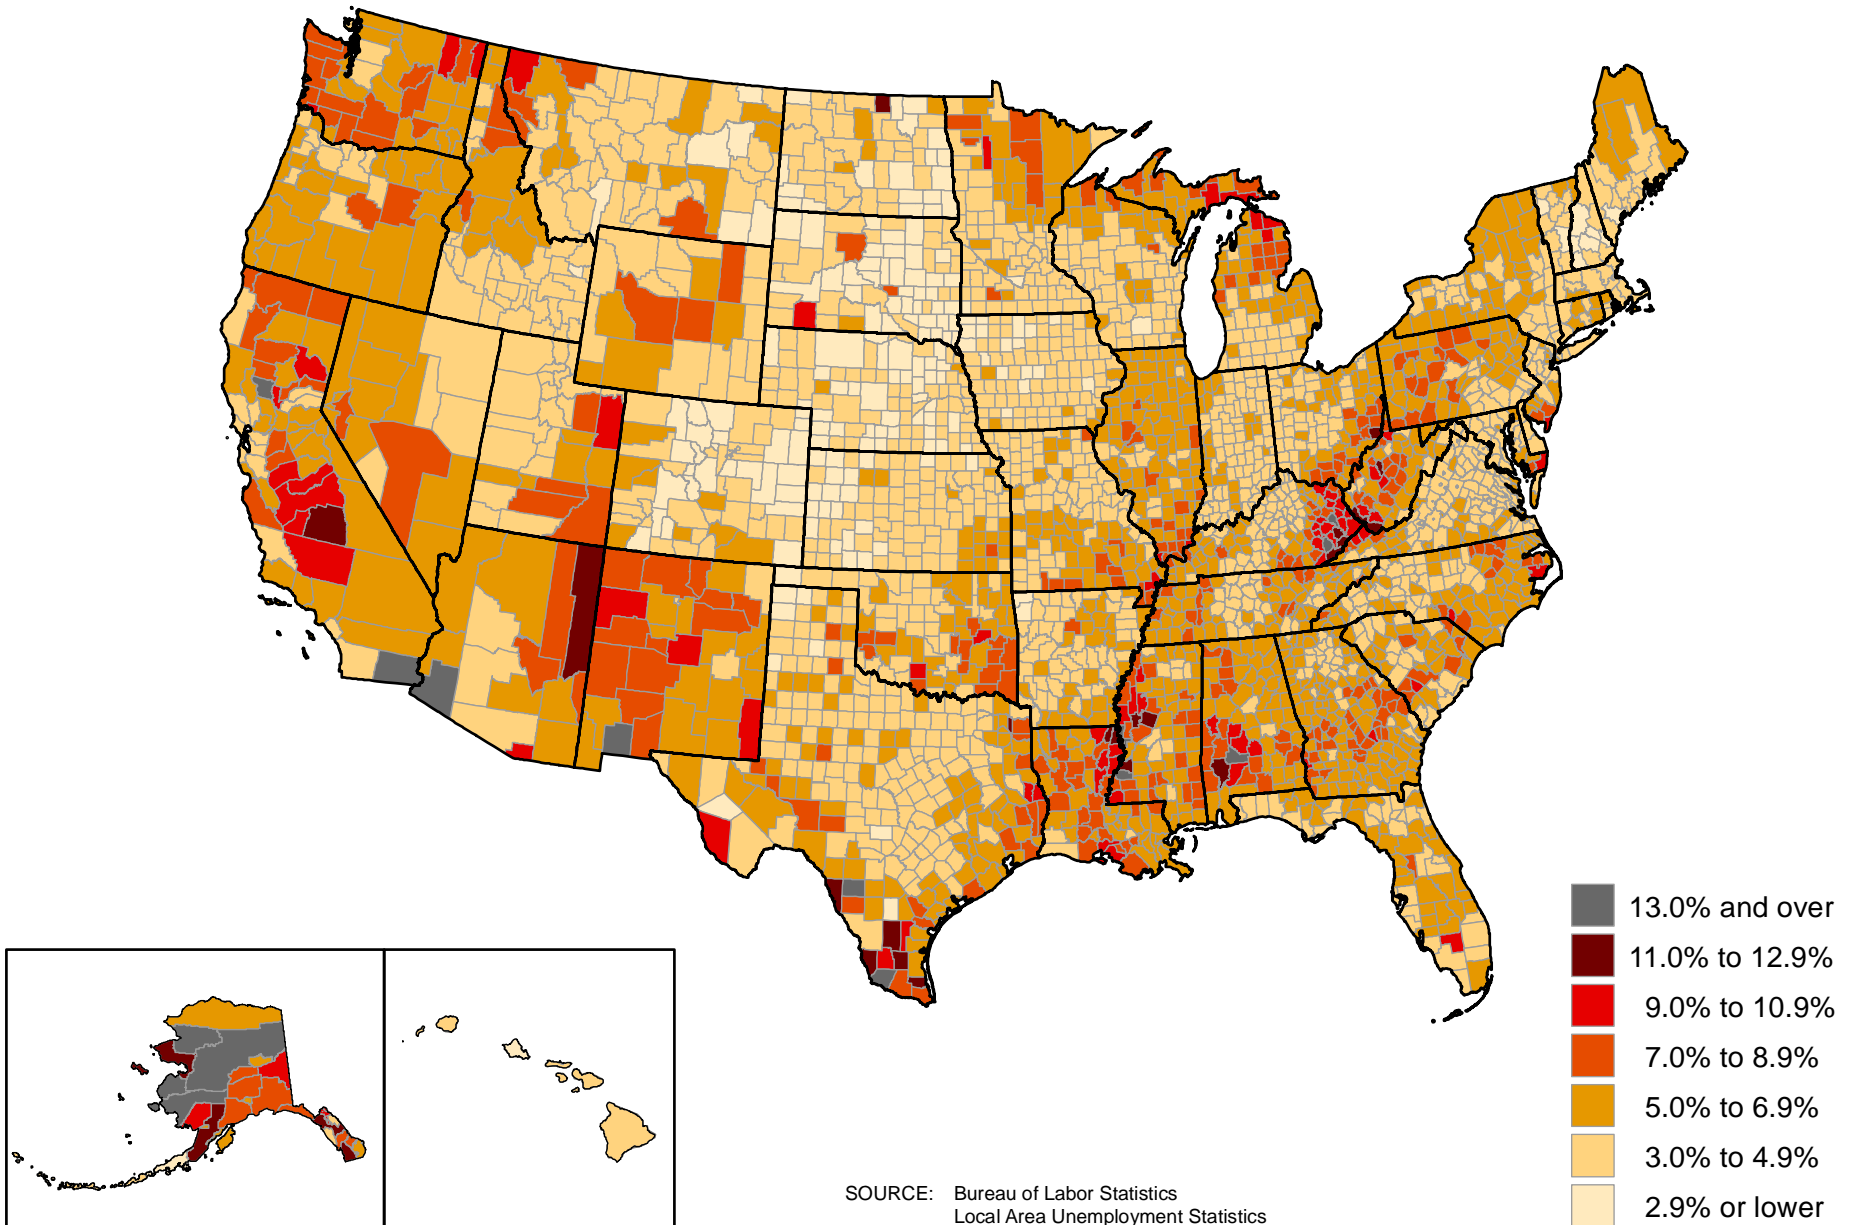 13.0% and over
11.0% to 12.9%
9.0% to 10.9%
7.0% to 8.9%
5.0% to 6.9%
3.0% to 4.9%
2.9% or lower
SOURCE: Bureau of Labor Statistics
Local Area Unemployment Statistics